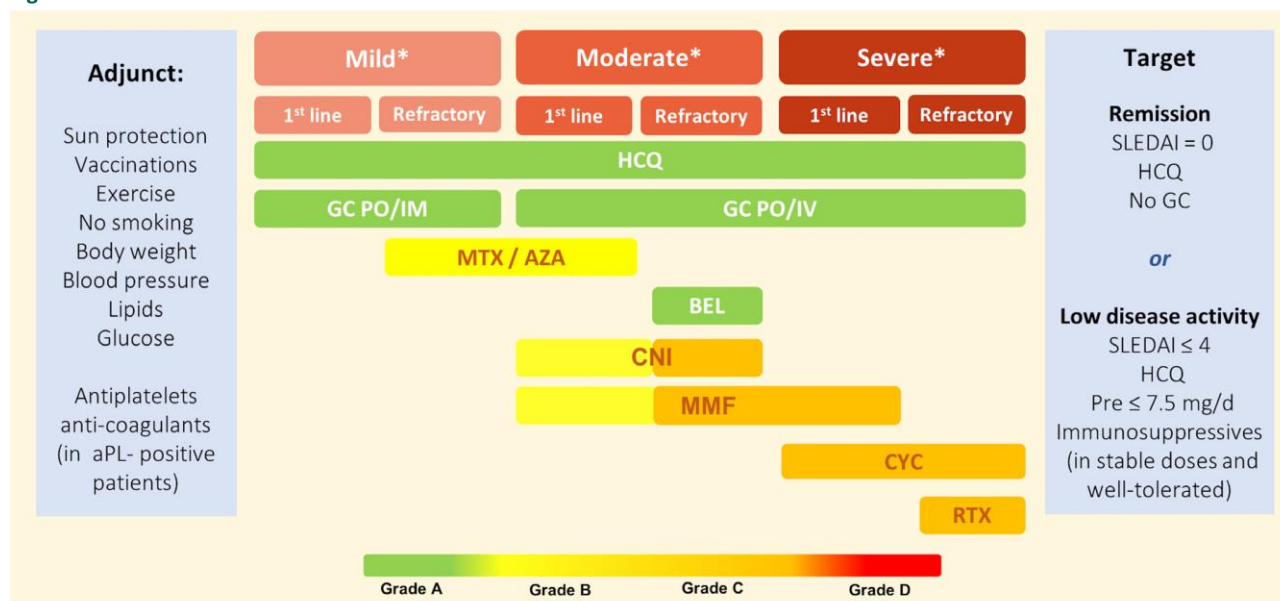 Adjunct:
Sun protection
Vaccinations
Exercise
No smoking
Body weight
Blood pressure
Lipids
Glucose
Antiplatelets
anti-coagulants
(in aPL- positive
patients)
Mild*
Moderate*
Severe*
1st line
Refractory
1st line
Refractory
1st line
Refractory
HCQ
GC PO/IM
GC PO/IV
MTX / AZA
BEL
CNI
MMF
CYC
RTX
Grade A
Grade B
Grade C
Grade D
Target
Remission
SLEDAI = 0
HCQ
No GC
or
Low disease activity
SLEDAI ≤ 4
HCQ
Pre ≤ 7.5 mg/d
Immunosuppressives
(in stable doses and
well-tolerated)